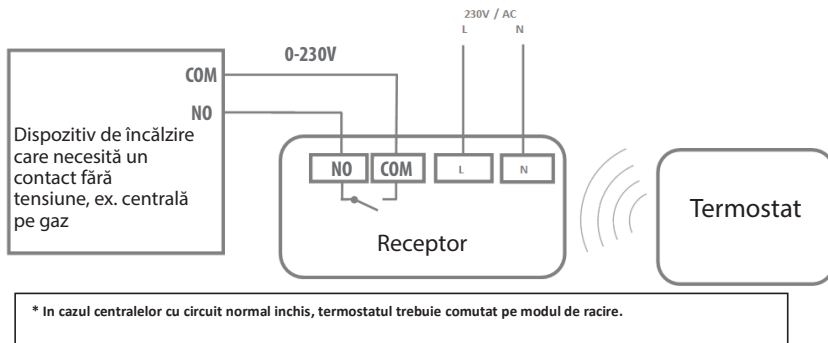 230V / AC
L N
0-230V
COM
NO
Dispozitiv de încălzire
care necesită un
contact fără
tensiune, ex. centrală
pe gaz
NO COM L N
Receptor
Termostat
* In cazul centralelor cu circuit normal inchis, termostatul trebuie comutat pe modul de racire.